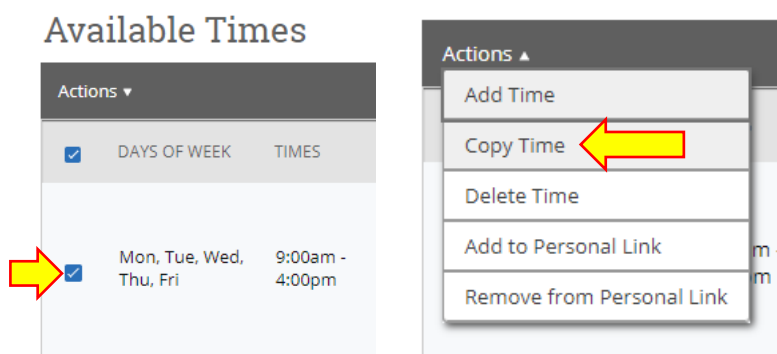 Available Times
Actions ▾
DAYS OF WEEK TIMES
Mon, Tue, Wed, 9:00am -
Thu, Fri 4:00pm
Actions ▴
Add Time
Copy Time
Delete Time
Add to Personal Link
Remove from Personal Link
m -
m